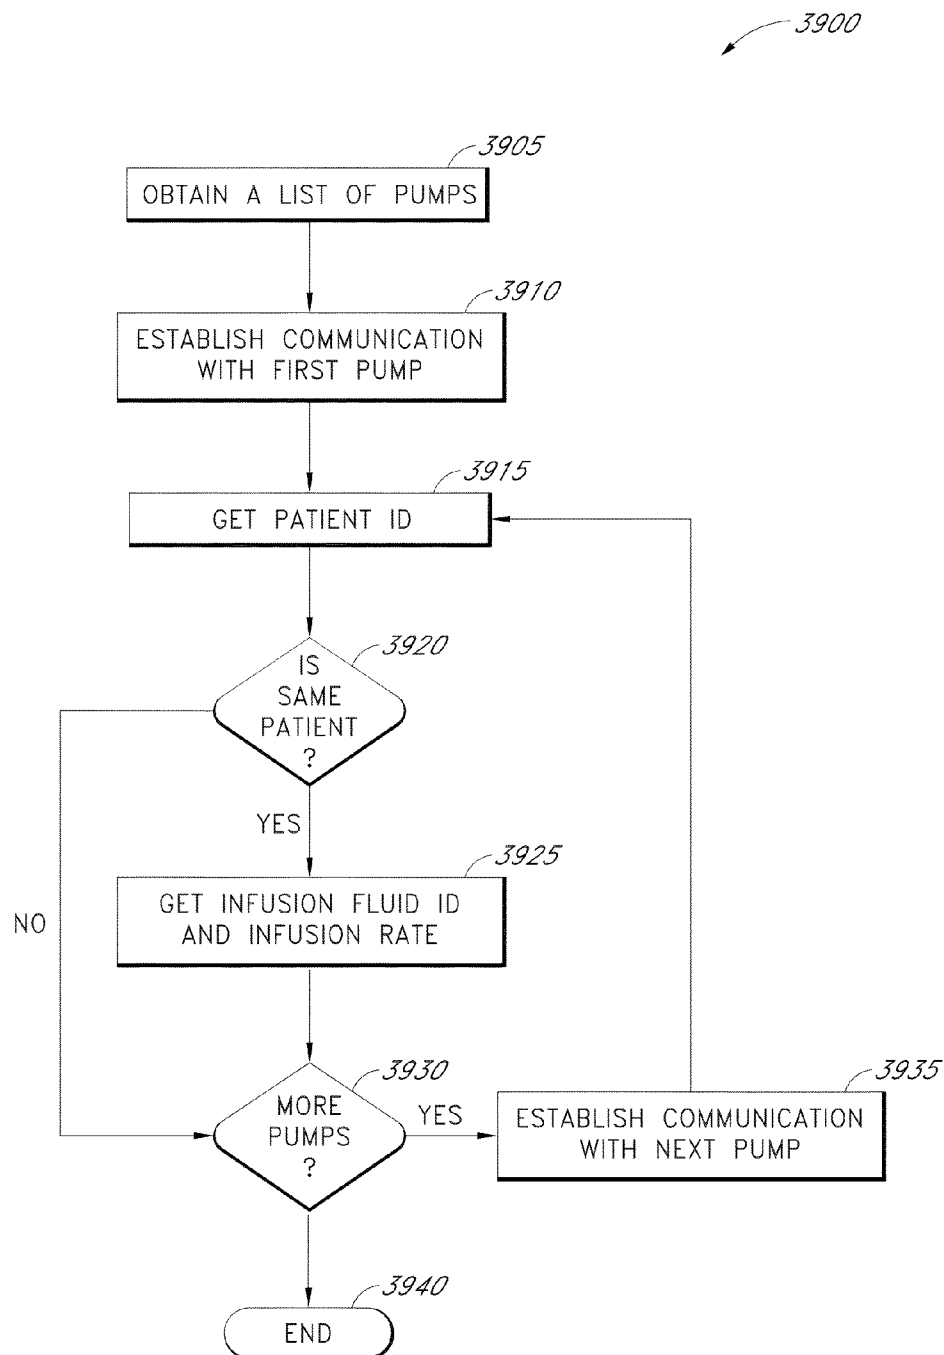 3900
3905
OBTAIN A LIST OF PUMPS
3910
ESTABLISH COMMUNICATION
WITH FIRST PUMP
3915
GET PATIENT ID
3920
IS
SAME
PATIENT
?
YES
NO
3925
GET INFUSION FLUID ID
AND INFUSION RATE
3930
MORE
PUMPS
?
YES
3935
ESTABLISH COMMUNICATION
WITH NEXT PUMP
3940
END